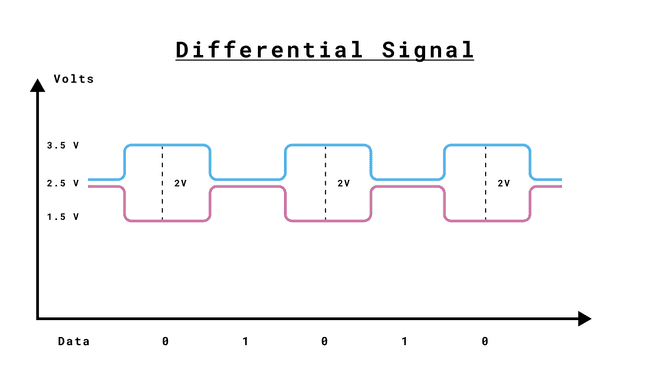 Differential Signal
Volts
3.5 V
2.5 V 2V 2V 2V
1.5 V
Data 0 1 0 1 0